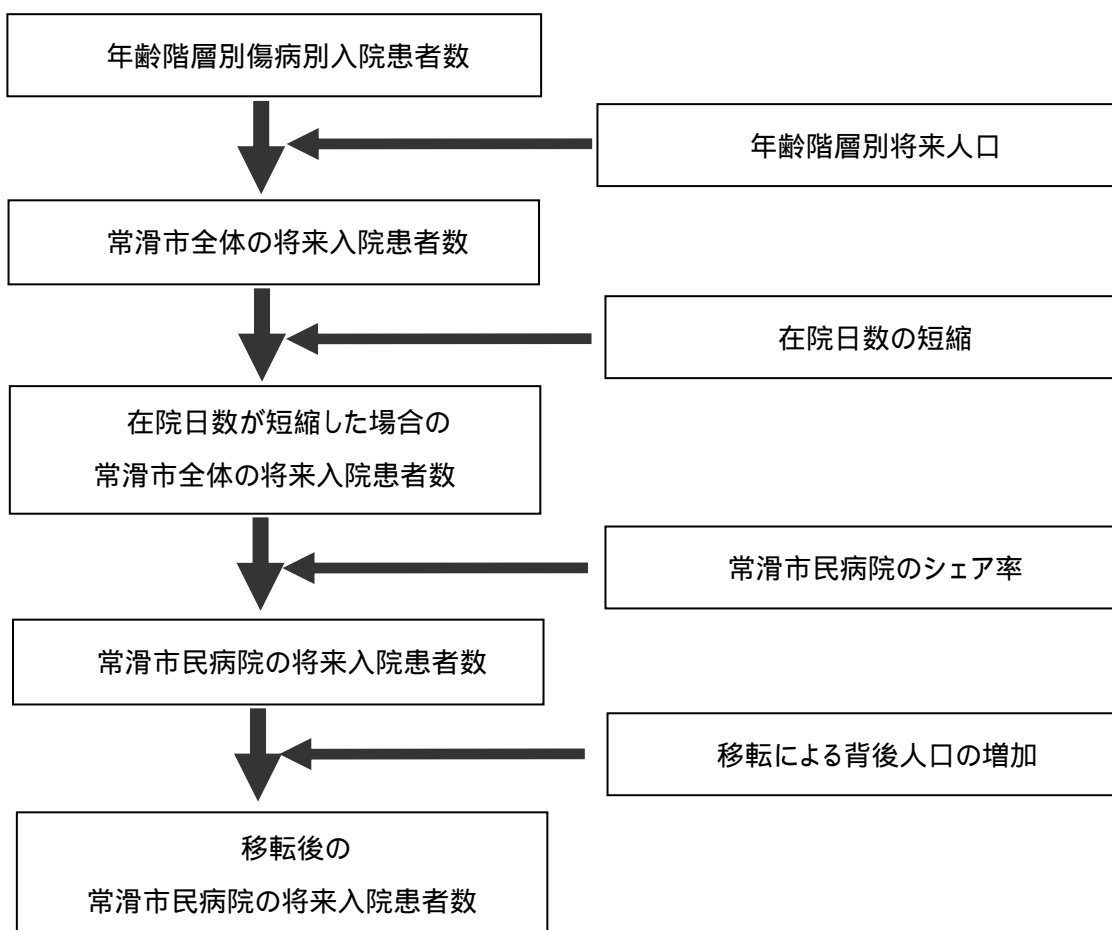 年齢階層別傷病別入院患者数
年齢階層別将来人口
常滑市全体の将来入院患者数
在院日数の短縮
在院日数が短縮した場合の
常滑市全体の将来入院患者数
常滑市民病院のシェア率
常滑市民病院の将来入院患者数
移転による背後人口の増加
移転後の
常滑市民病院の将来入院患者数